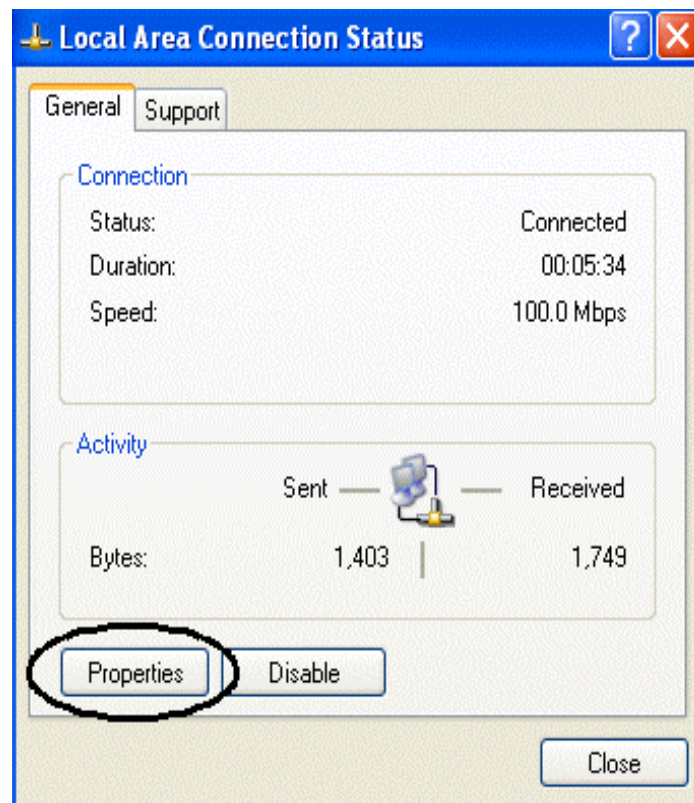 Local Area Connection Status
General Support
Connection
Status: Connected
Duration: 00:05:34
Speed: 100.0 Mbps
Activity
Sent Received
Bytes: 1,403 1,749
Properties Disable
Close